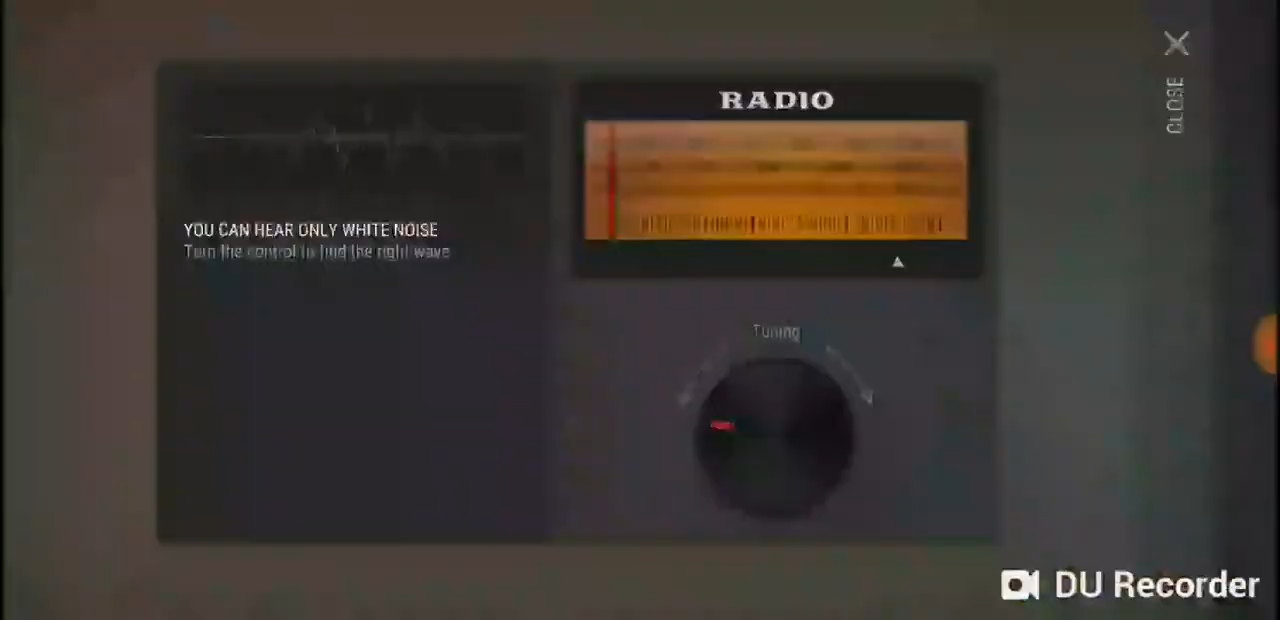 CLOSE
RADIO
YOU CAN HEAR ONLY WHITE NOISE
Turn the control to find the right wave
Tuning
DU Recorder